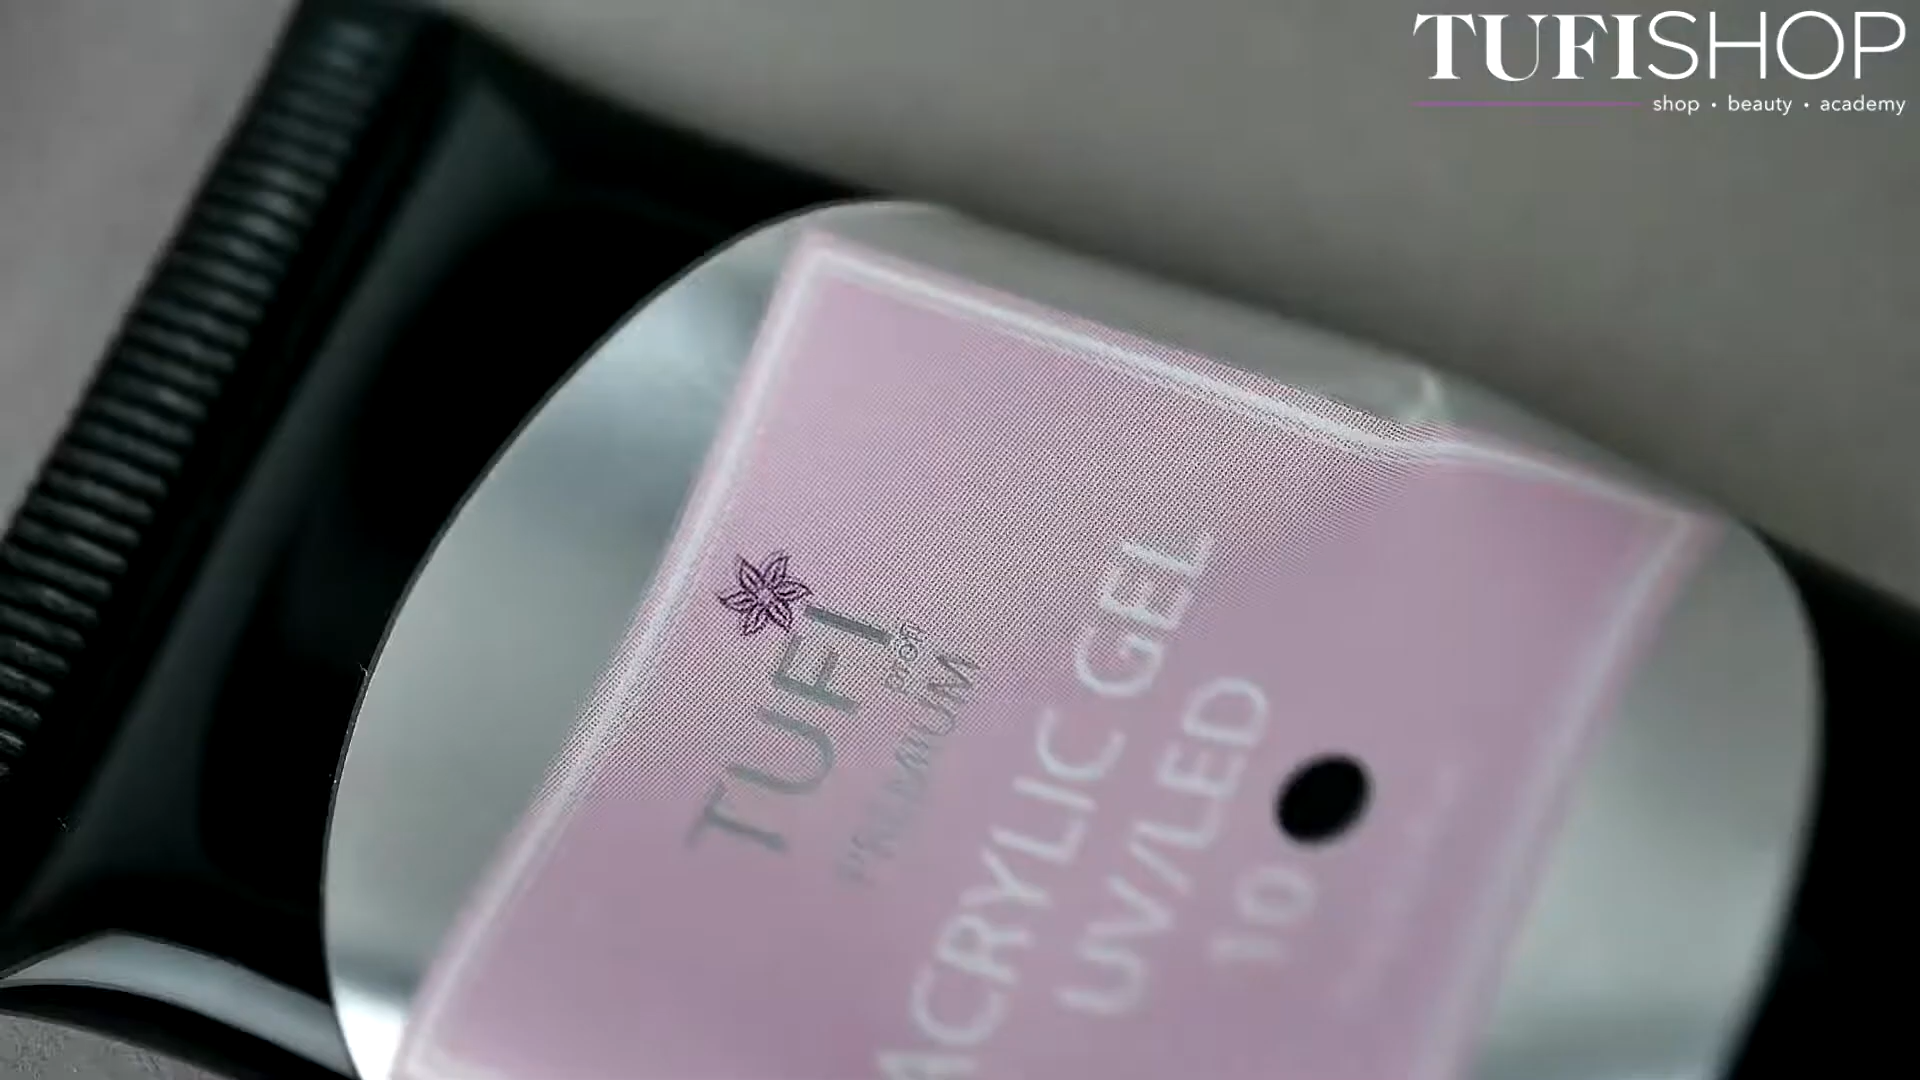 TUFISHOP
shop • beauty • academy
TUFI
profi
PREMIUM
ACRYLIC GEL
UV/LED
10